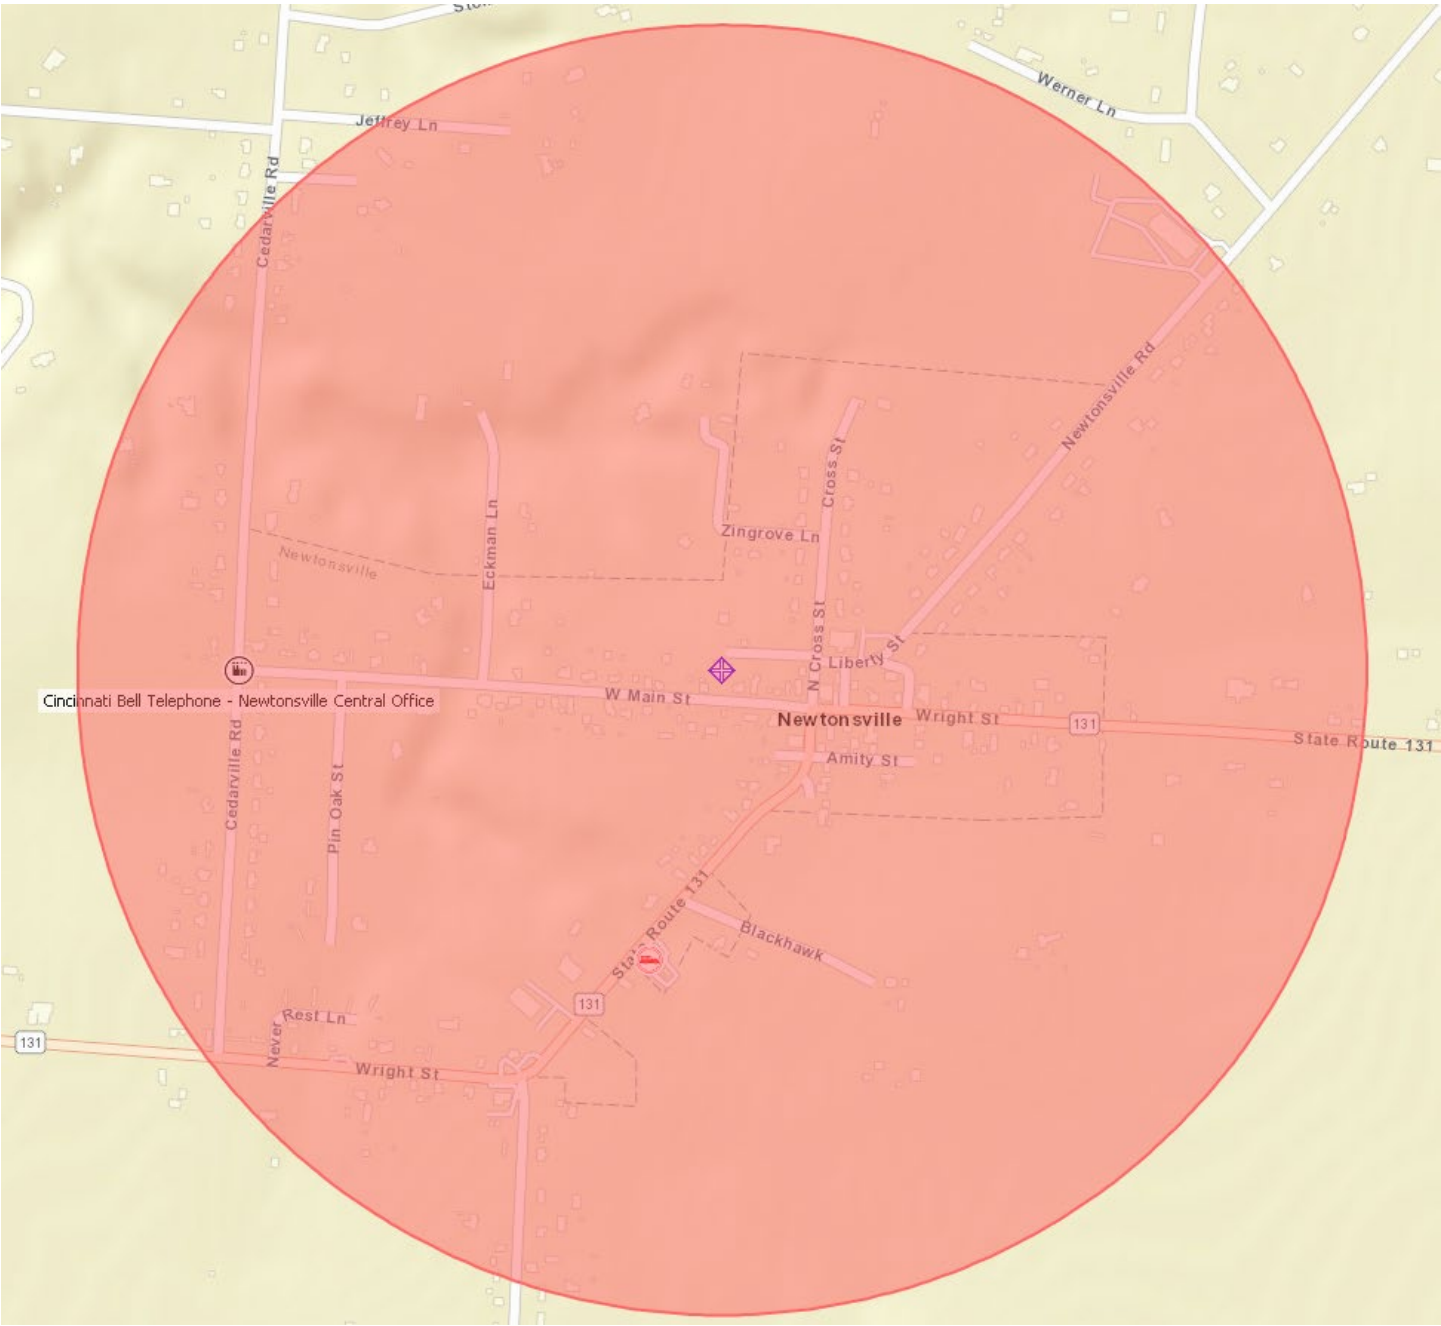 Jeffrey Ln
Werner Ln
Cedarville Rd
Newtonsville Rd
Cross St
Eckman Ln
Zingrove Ln
Newtonsville
N Cross St
Liberty St
W Main St
Cincinnati Bell Telephone - Newtonsville Central Office
Newtonsville
Wright St
131
State Route 131
Cedarville Rd
Pin Oak St
Amity St
State Route 131
Blackhawk
131
Never Rest Ln
131
Wright St